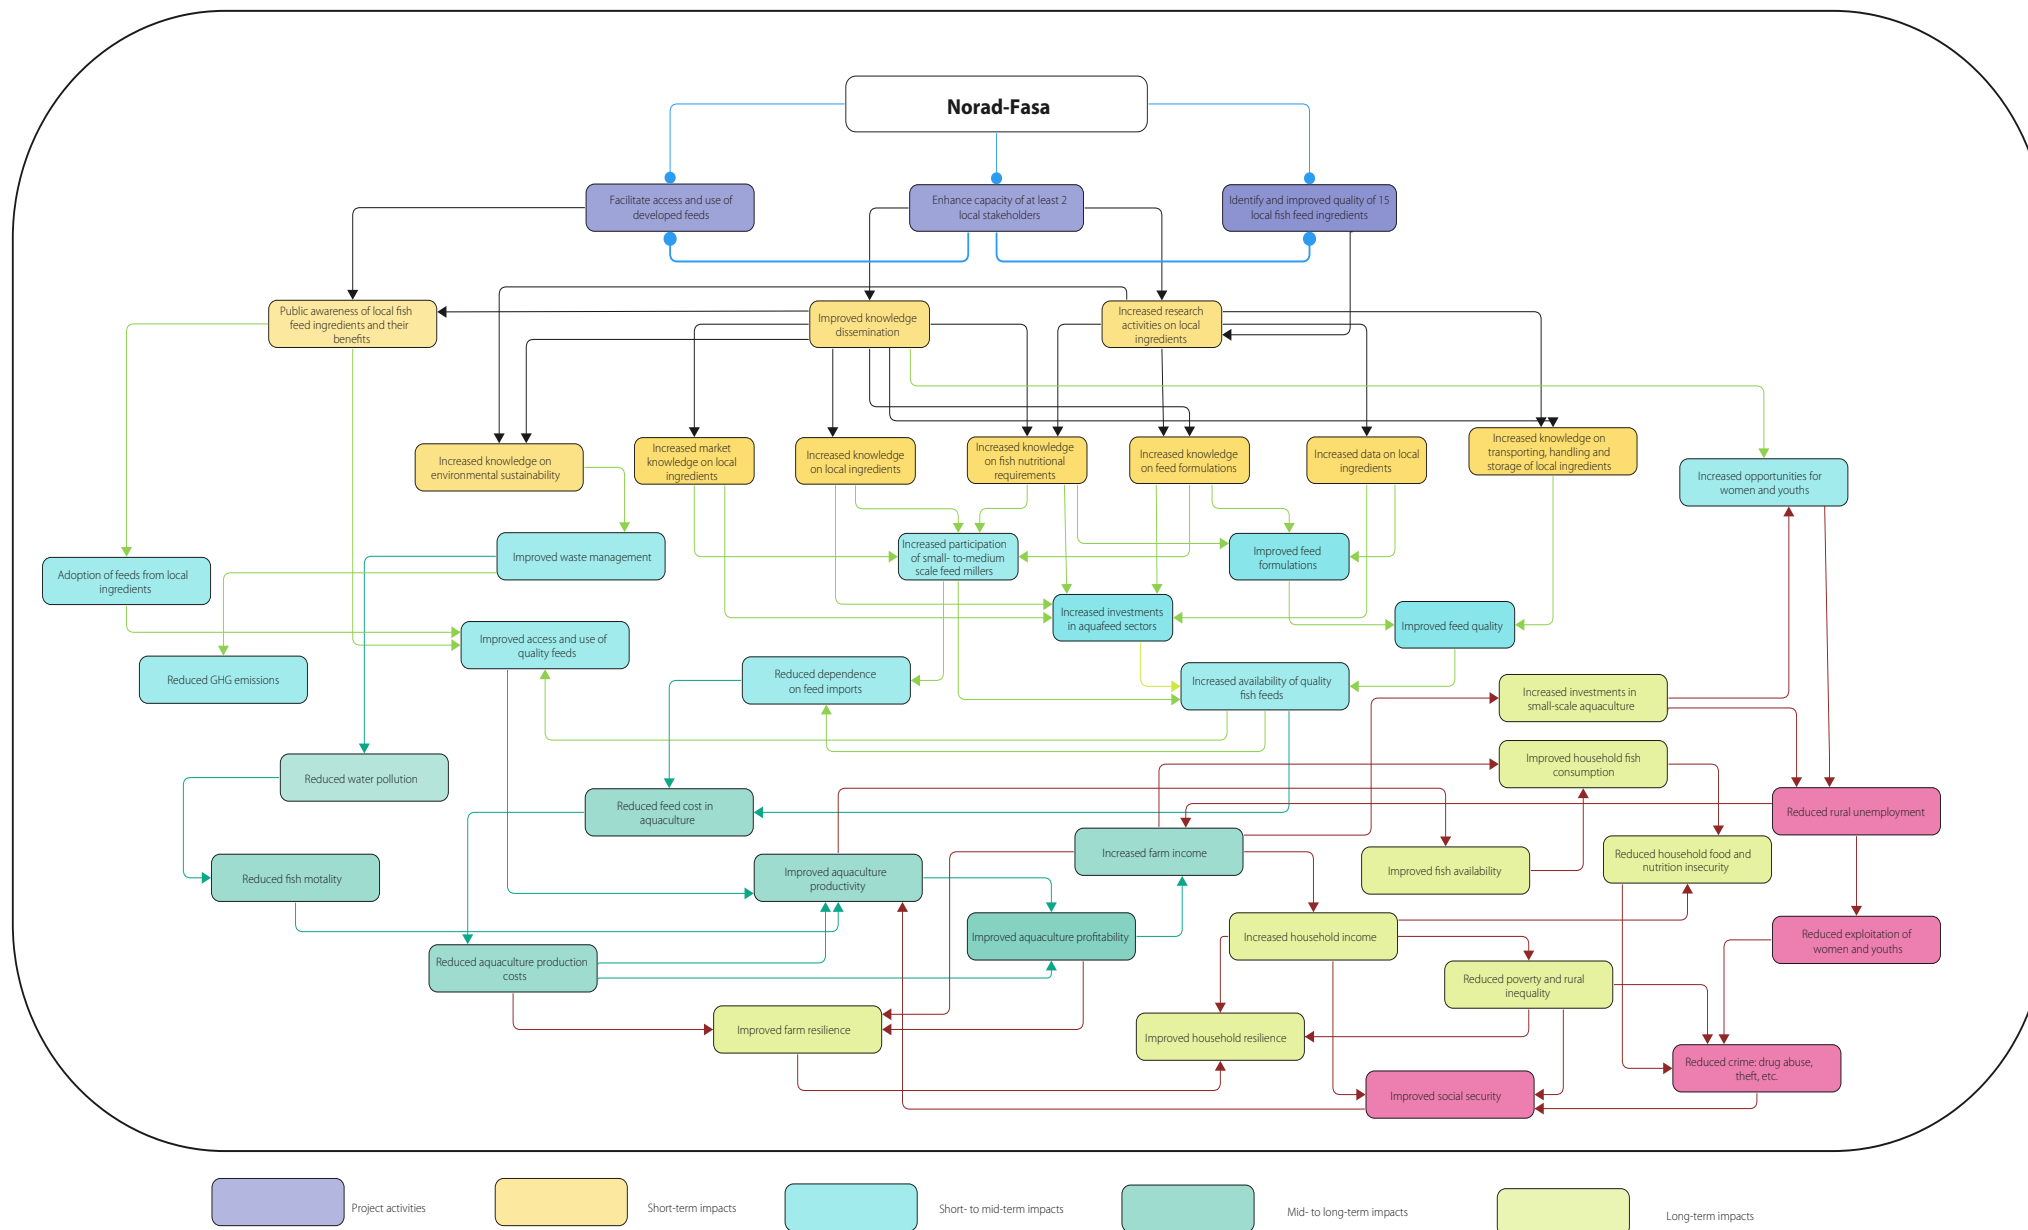 Norad-Fasa
Facilitate access and use of
developed feeds
Enhance capacity of at least 2
local stakeholders
Identify and improved quality of 15
local fish feed ingredients
Public awareness of local fish
feed ingredients and their
benefits
Improved knowledge
dissemination
Increased research
activities on local
ingredients
Increased knowledge on
environmental sustainability
Increased market
knowledge on local
ingredients
Increased knowledge
on local ingredients
Increased knowledge
on fish nutritional
requirements
Increased knowledge
on feed formulations
Increased data on local
ingredients
Increased knowledge on
transporting, handling and
storage of local ingredients
Increased opportunities for
women and youths
Adoption of feeds from local
ingredients
Improved waste management
Increased participation
of small- to-medium
scale feed millers
Improved feed
formulations
Increased investments
in aquafeed sectors
Improved feed quality
Improved access and use of
quality feeds
Reduced GHG emissions
Reduced dependence
on feed imports
Increased availability of quality
fish feeds
Increased investments in
small-scale aquaculture
Improved household fish
consumption
Reduced water pollution
Reduced feed cost in
aquaculture
Reduced rural unemployment
Increased farm income
Improved fish availability
Reduced household food and
nutrition insecurity
Reduced fish motality
Improved aquaculture
productivity
Improved aquaculture profitability
Increased household income
Reduced exploitation of
women and youths
Reduced aquaculture production
costs
Reduced poverty and rural
inequality
Improved farm resilience
Improved household resilience
Reduced crime: drug abuse,
theft, etc.
Improved social security
Project activities
Short-term impacts
Short- to mid-term impacts
Mid- to long-term impacts
Long-term impacts